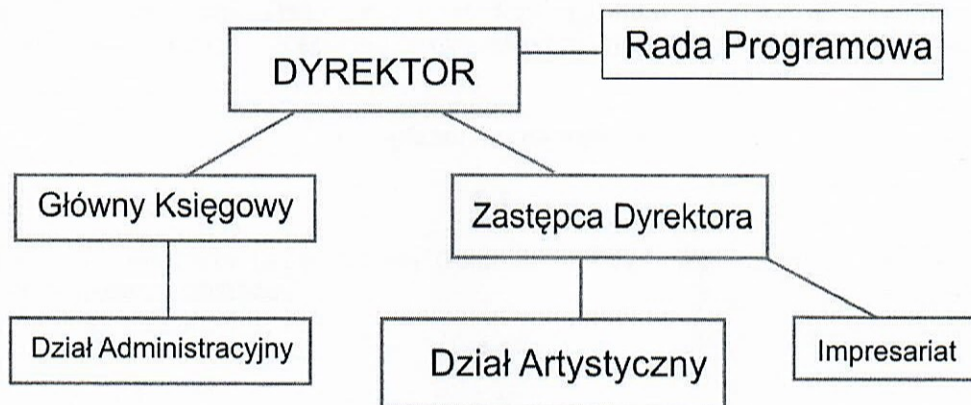 Rada Programowa
DYREKTOR
Główny Księgowy
Zastępca Dyrektora
Dział Administracyjny
Dział Artystyczny
Impresariat